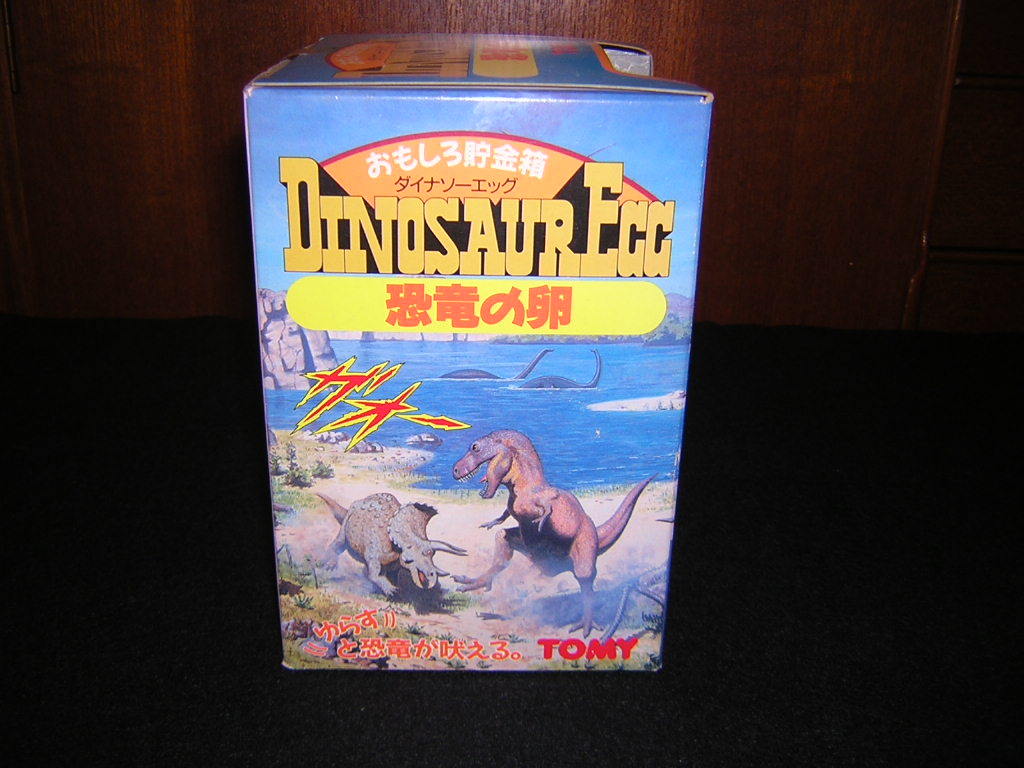 おもしろ貯金箱
ダイナソーエッグ
DINOSAUR EGG
恐竜の卵
ガオー
ゆらす
と恐竜が吠える。
TOMY